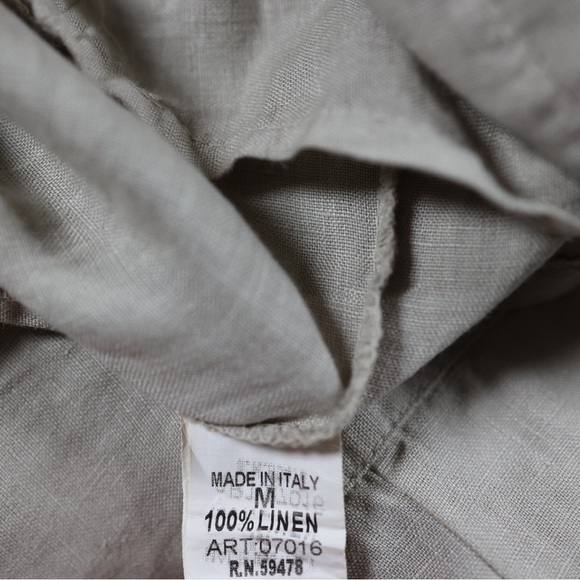 MADE IN ITALY
M
100% LINEN
ART:07016
R.N.59478